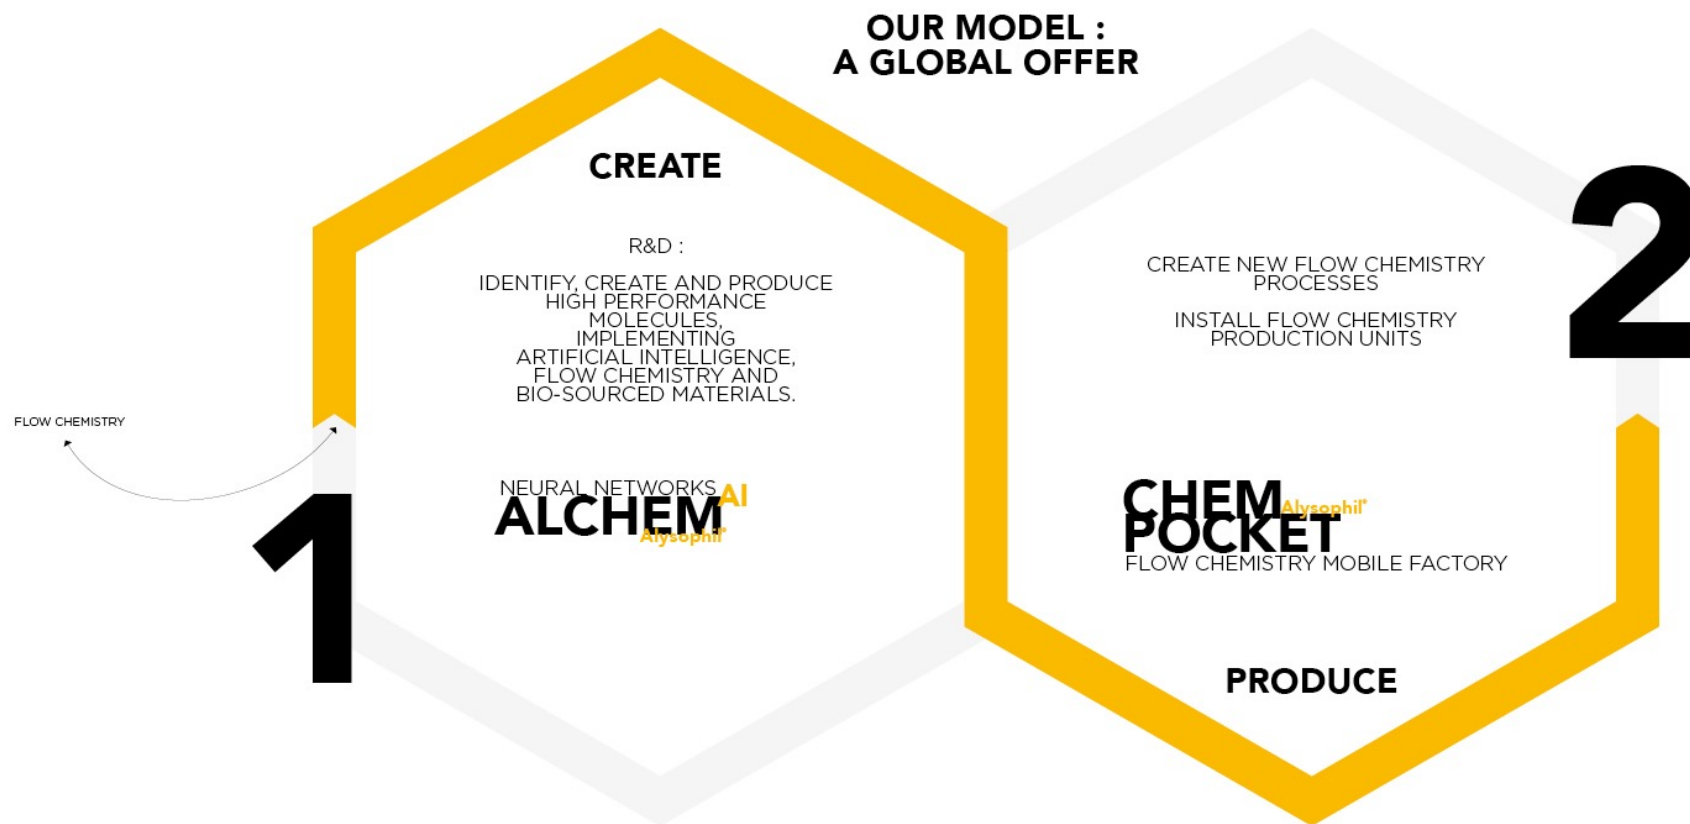 OUR MODEL :
A GLOBAL OFFER
CREATE
R&D :
IDENTIFY, CREATE AND PRODUCE
HIGH PERFORMANCE
MOLECULES,
IMPLEMENTING
ARTIFICIAL INTELLIGENCE,
FLOW CHEMISTRY AND
BIO-SOURCED MATERIALS.
FLOW CHEMISTRY
NEURAL NETWORKS
ALCHEM AI
Alysophil®
1
2
CREATE NEW FLOW CHEMISTRY
PROCESSES
INSTALL FLOW CHEMISTRY
PRODUCTION UNITS
CHEM Alysophil®
POCKET
FLOW CHEMISTRY MOBILE FACTORY
PRODUCE